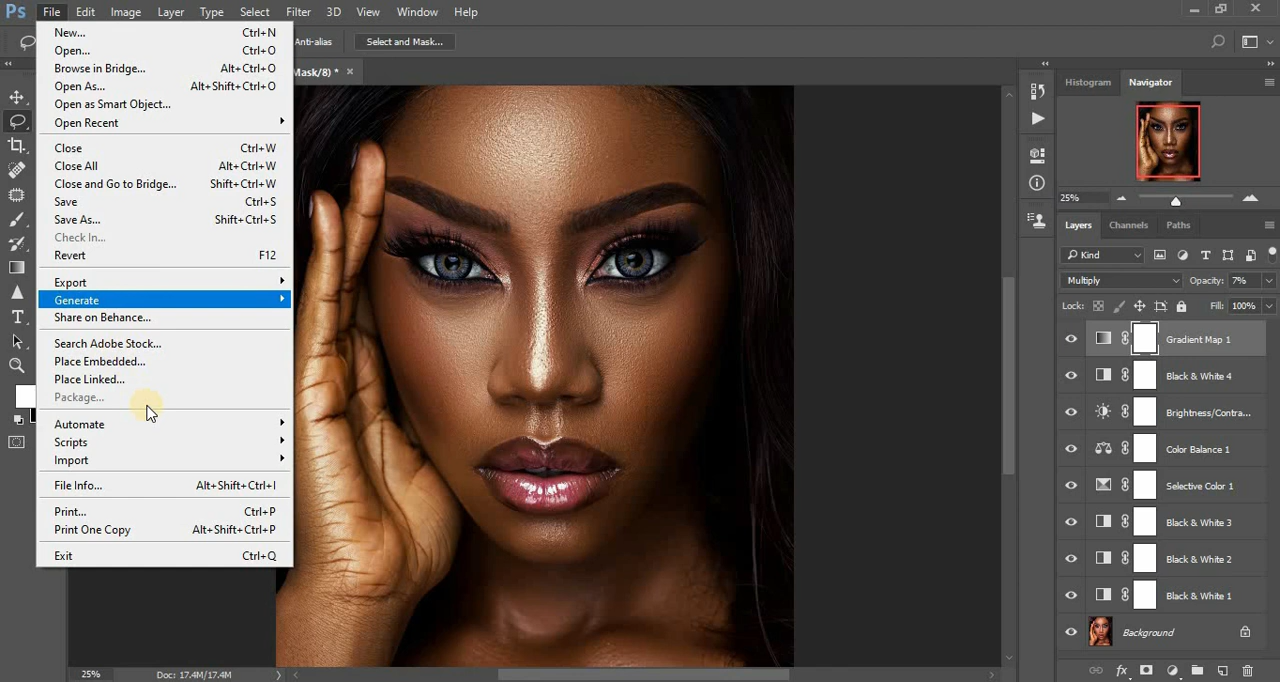 Ps File Edit Image Layer Type Select Filter 3D View Window Help
New... Ctrl+N
Open... Ctrl+O
Browse in Bridge... Alt+Ctrl+O
Open As... Alt+Shift+Ctrl+O
Open as Smart Object...
Open Recent
Close Ctrl+W
Close All Alt+Ctrl+W
Close and Go to Bridge... Shift+Ctrl+W
Save Ctrl+S
Save As... Shift+Ctrl+S
Check In...
Revert F12
Export
Generate
Share on Behance...
Search Adobe Stock...
Place Embedded...
Place Linked...
Package...
Automate
Scripts
Import
File Info... Alt+Shift+Ctrl+I
Print... Ctrl+P
Print One Copy Alt+Shift+Ctrl+P
Exit Ctrl+Q
Anti-alias Select and Mask...
Mask/8) *
25% Doc: 17.4M/17.4M
Histogram Navigator
25%
Layers Channels Paths
Kind
Multiply Opacity: 7%
Lock: Fill: 100%
Gradient Map 1
Black & White 4
Brightness/Contra...
Color Balance 1
Selective Color 1
Black & White 3
Black & White 2
Black & White 1
Background